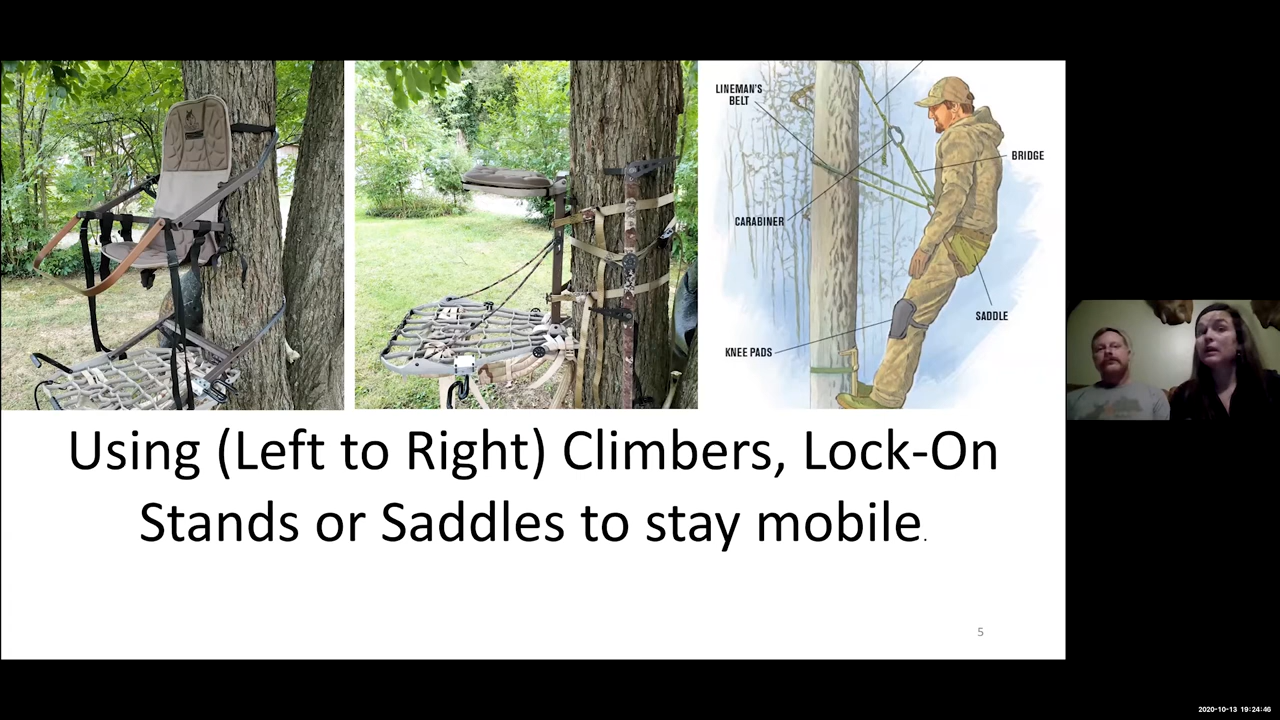 LINEMAN'S
BELT
BRIDGE
CARABINER
SADDLE
KNEE PADS
Using (Left to Right) Climbers, Lock-On
Stands or Saddles to stay mobile.
5
2020-10-13 19:24:46